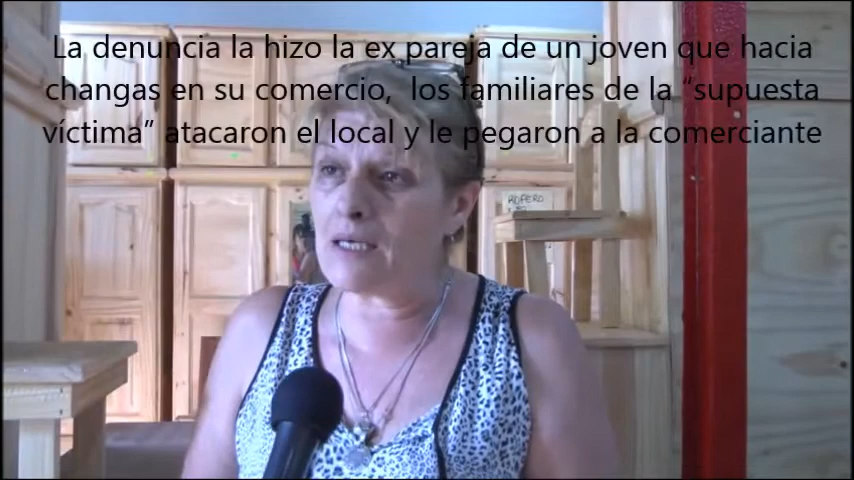 La denuncia la hizo la ex pareja de un joven que hacia
changas en su comercio, los familiares de la “supuesta
víctima” atacaron el local y le pegaron a la comerciante
ROPERO